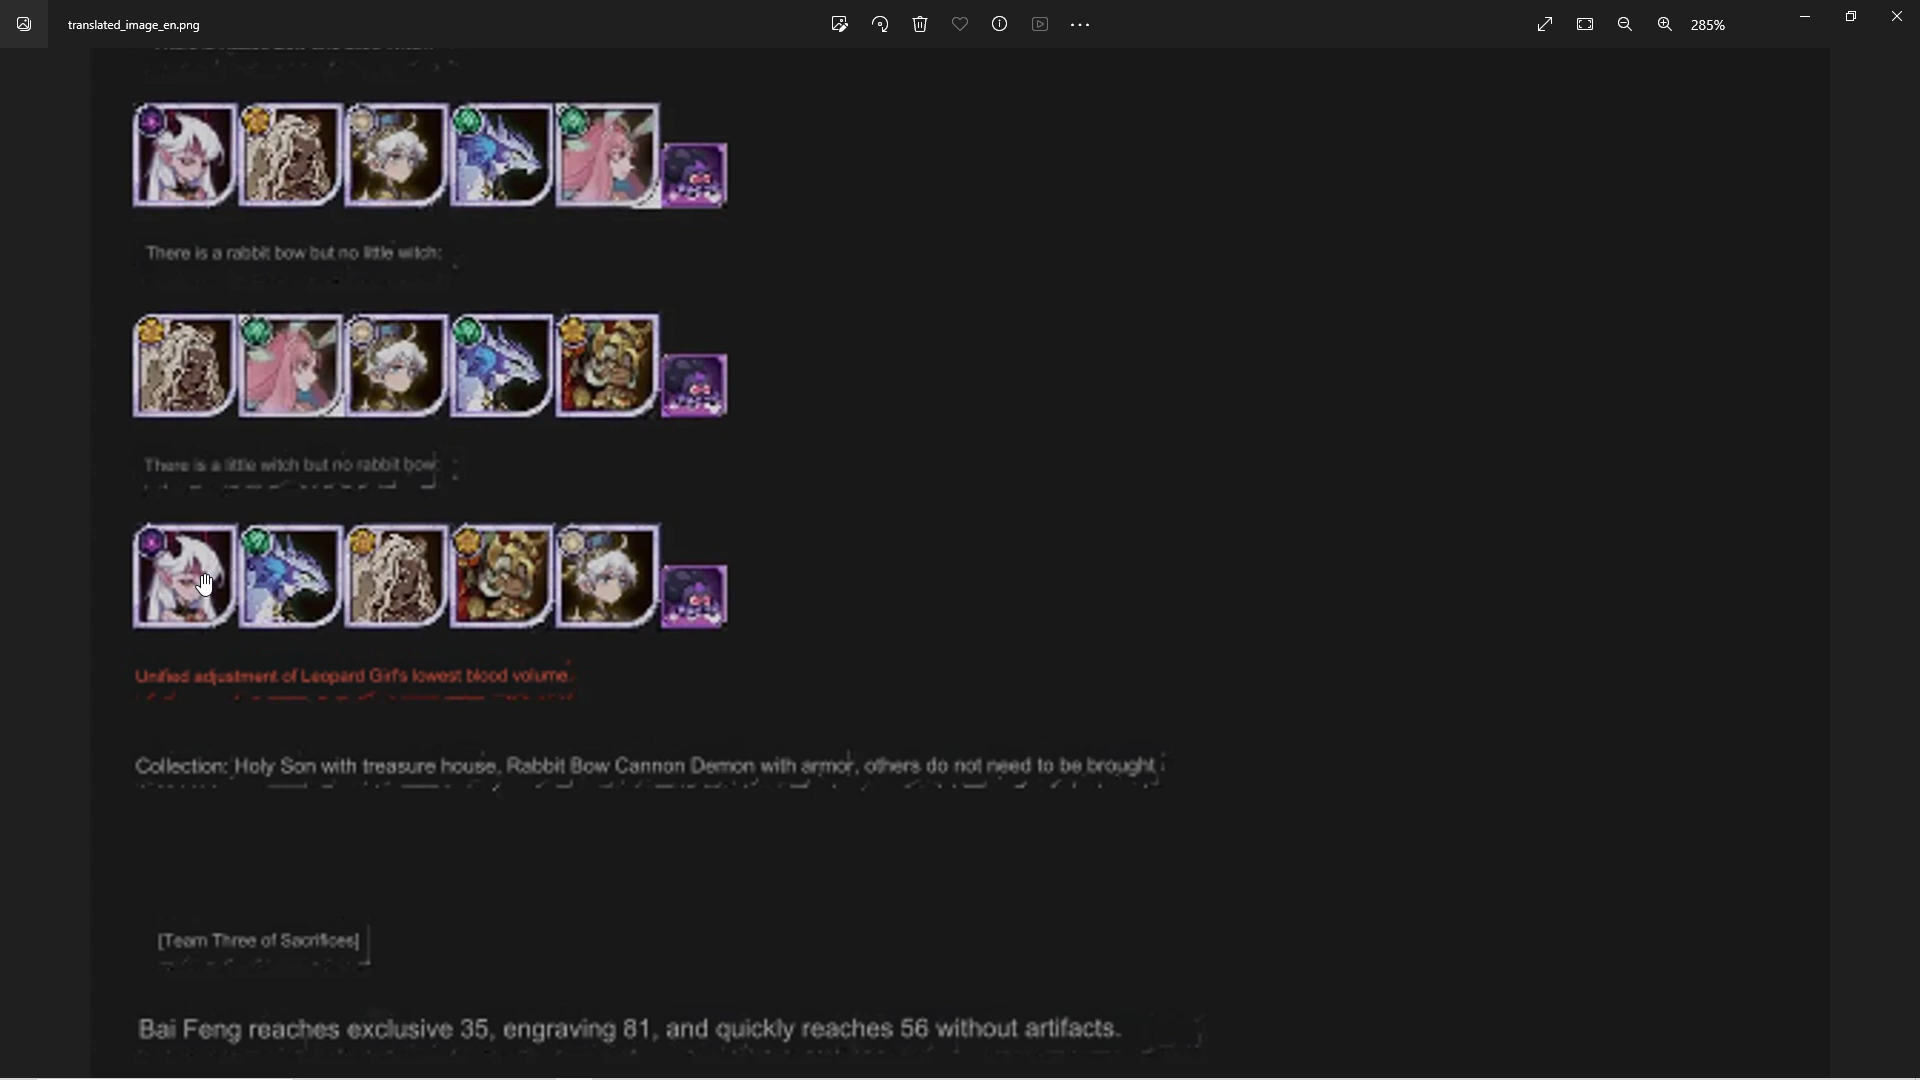 translated_image_en.png
285%
There is a rabbit bow but no little witch:
There is a little witch but no rabbit bow:
Unified adjustment of Leopard Girl's lowest blood volume.
Collection: Holy Son with treasure house, Rabbit Bow Cannon Demon with armor, others do not need to be brought
[Team Three of Sacrifices]
Bai Feng reaches exclusive 35, engraving 81, and quickly reaches 56 without artifacts.